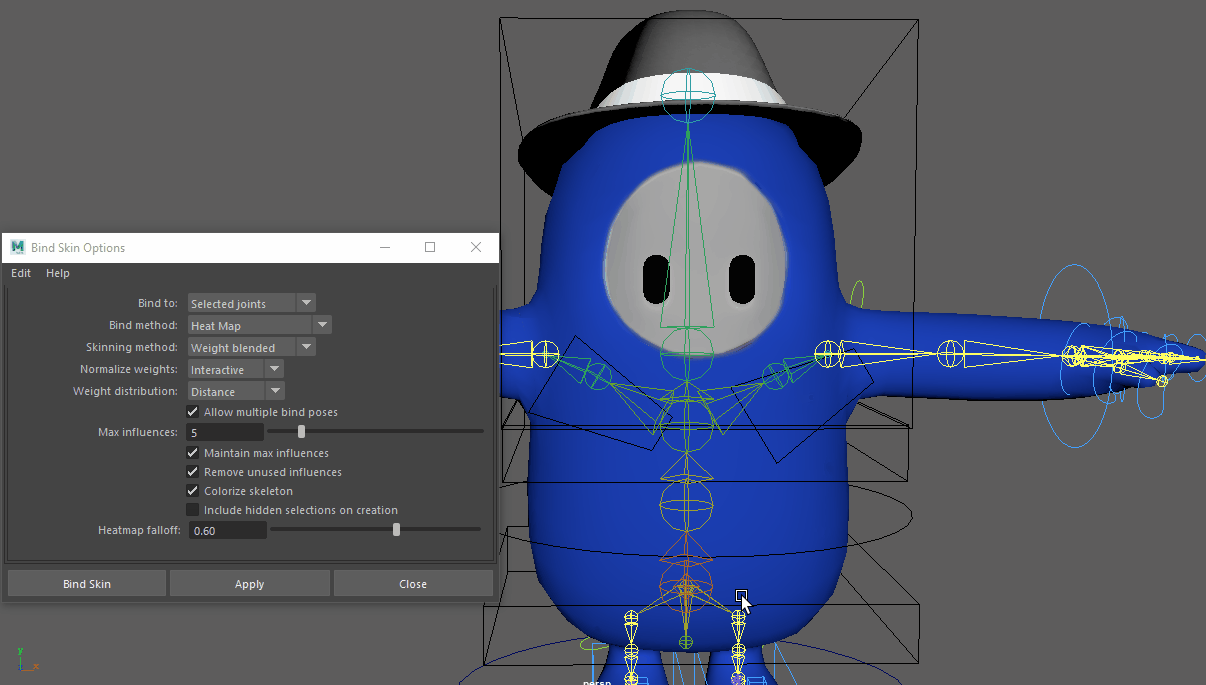 Bind Skin Options
Edit Help
Bind to: Selected joints
Bind method: Heat Map
Skinning method: Weight blended
Normalize weights: Interactive
Weight distribution: Distance
Allow multiple bind poses
Max influences: 5
Maintain max influences
Remove unused influences
Colorize skeleton
Include hidden selections on creation
Heatmap falloff: 0.60
Bind Skin Apply Close
y
x
persp